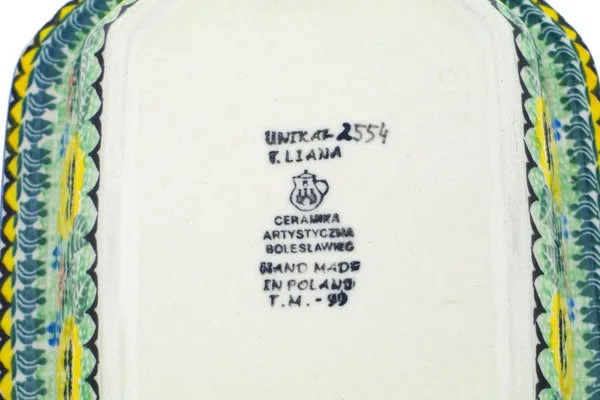 UNIKAT 2554
T. LIANA
CERAMIKA
ARTYSTYCZNA
BOLESŁAWIEC
HAND MADE
IN POLAND
T.M. - 99